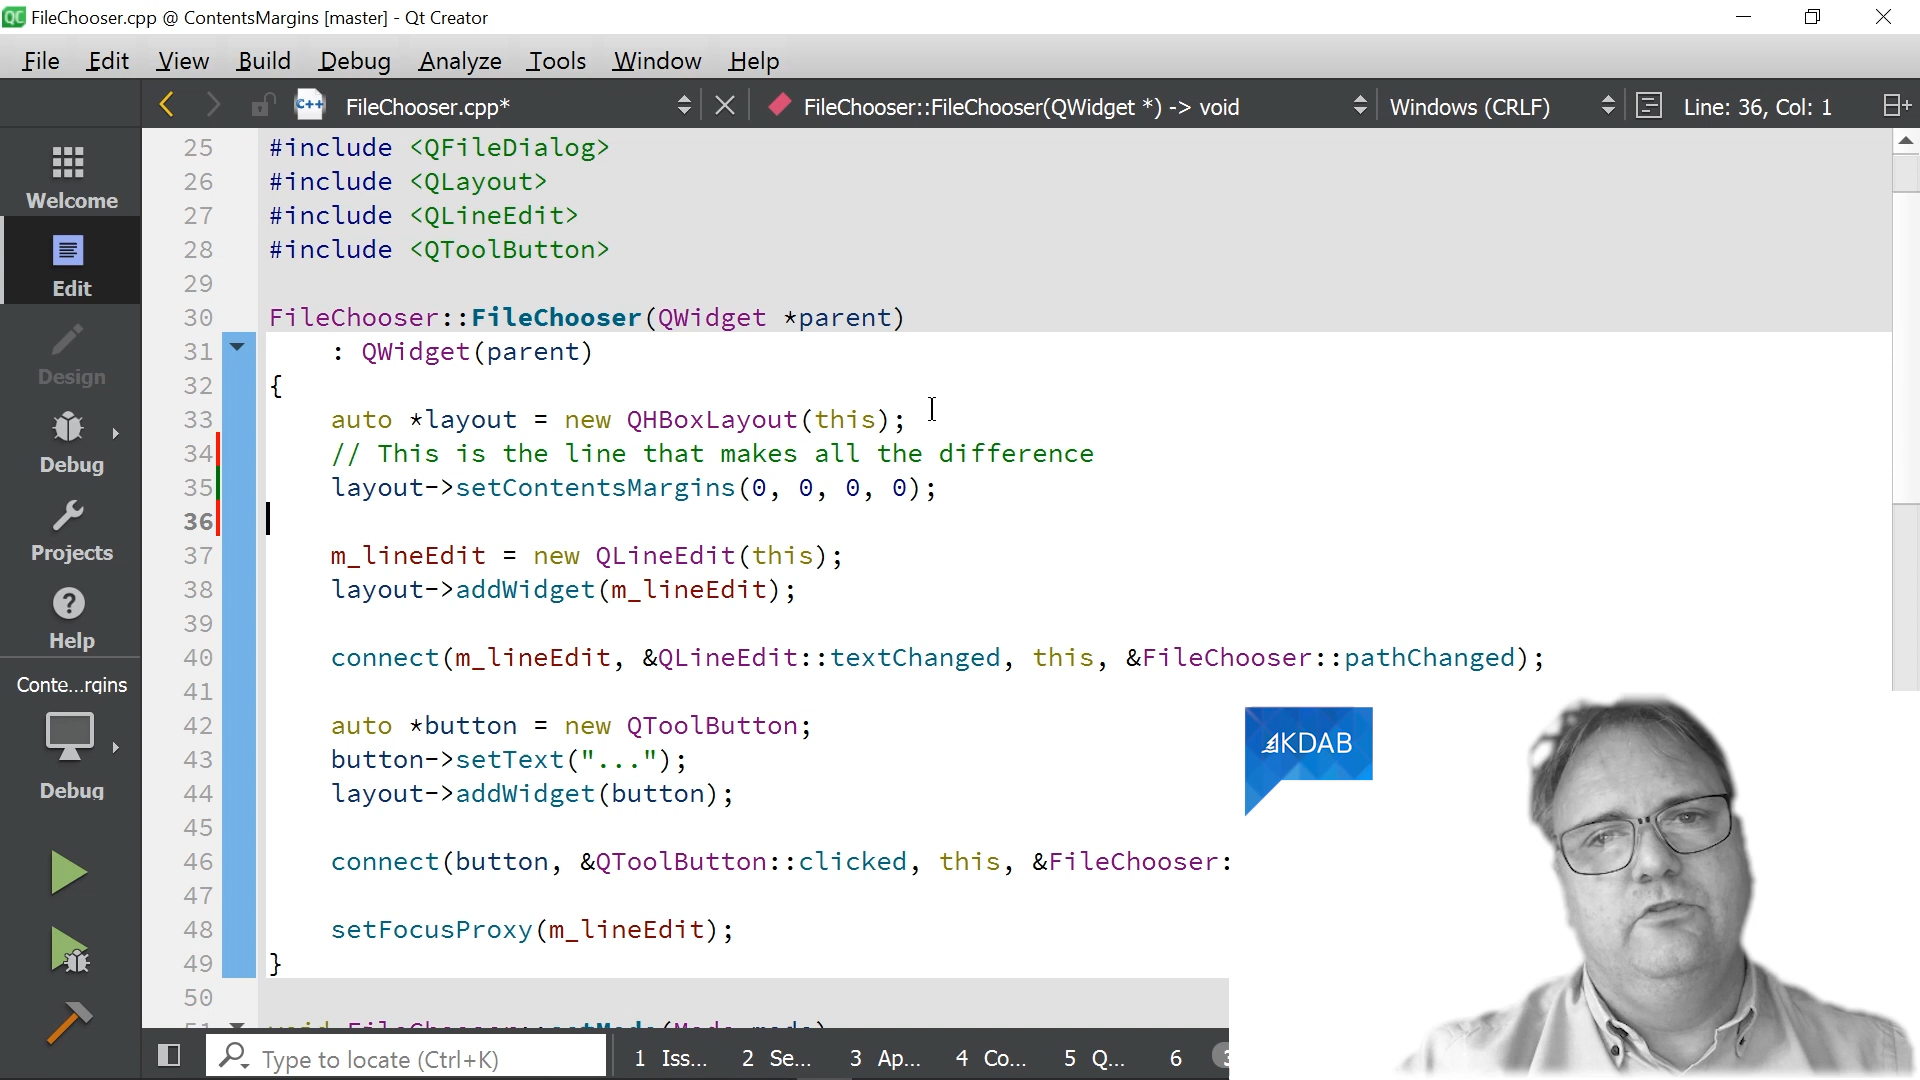 FileChooser.cpp @ ContentsMargins [master] - Qt Creator
File Edit View Build Debug Analyze Tools Window Help
FileChooser.cpp* FileChooser::FileChooser(QWidget *) -> void Windows (CRLF) Line: 36, Col: 1
Welcome
Edit
Design
Debug
Projects
Help
Conte...rgins
Debug
25 #include <QFileDialog>
26 #include <QLayout>
27 #include <QLineEdit>
28 #include <QToolButton>
29
30 FileChooser::FileChooser(QWidget *parent)
31 : QWidget(parent)
32 {
33 auto *layout = new QHBoxLayout(this);
34 // This is the line that makes all the difference
35 layout->setContentsMargins(0, 0, 0, 0);
36
37 m_lineEdit = new QLineEdit(this);
38 layout->addWidget(m_lineEdit);
39
40 connect(m_lineEdit, &QLineEdit::textChanged, this, &FileChooser::pathChanged);
41
42 auto *button = new QToolButton;
43 button->setText("...");
44 layout->addWidget(button);
45
46 connect(button, &QToolButton::clicked, this, &FileChooser:
47
48 setFocusProxy(m_lineEdit);
49 }
50
KDAB
Type to locate (Ctrl+K) 1 Iss... 2 Se... 3 Ap... 4 Co... 5 Q... 6